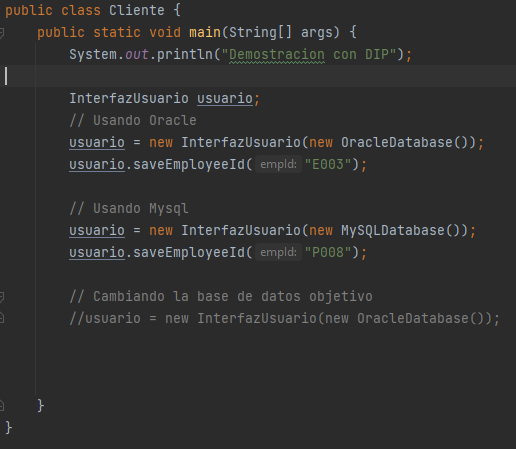 public class Cliente {
public static void main(String[] args) {
System.out.println("Demostracion con DIP");
InterfazUsuario usuario;
// Usando Oracle
usuario = new InterfazUsuario(new OracleDatabase());
usuario.saveEmployeeId( empId: "E003");
// Usando Mysql
usuario = new InterfazUsuario(new MySQLDatabase());
usuario.saveEmployeeId( empId: "P008");
// Cambiando la base de datos objetivo
//usuario = new InterfazUsuario(new OracleDatabase());
}
}